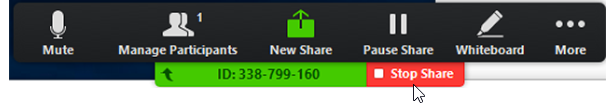 1
Mute Manage Participants New Share Pause Share Whiteboard More
ID: 338-799-160 Stop Share